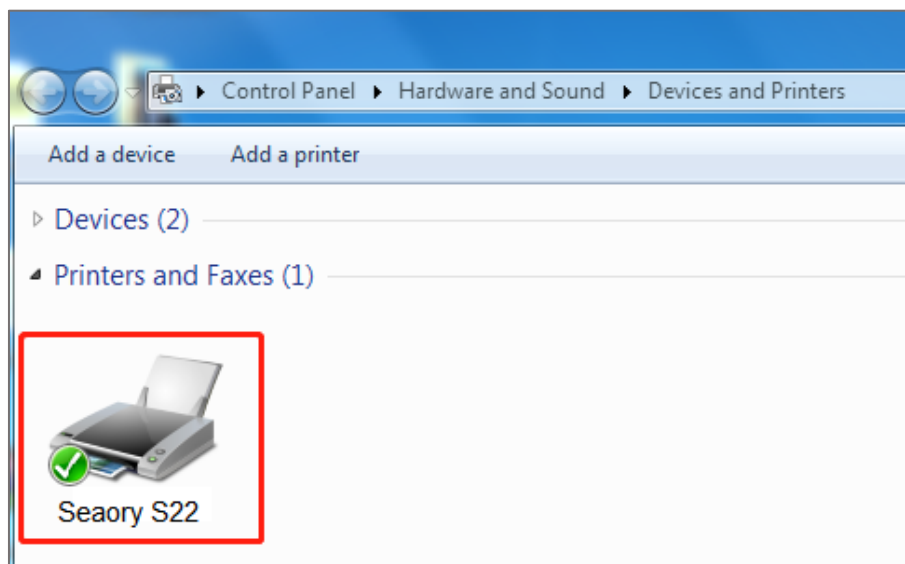 Control Panel Hardware and Sound Devices and Printers
Add a device Add a printer
Devices (2)
Printers and Faxes (1)
Seaory S22